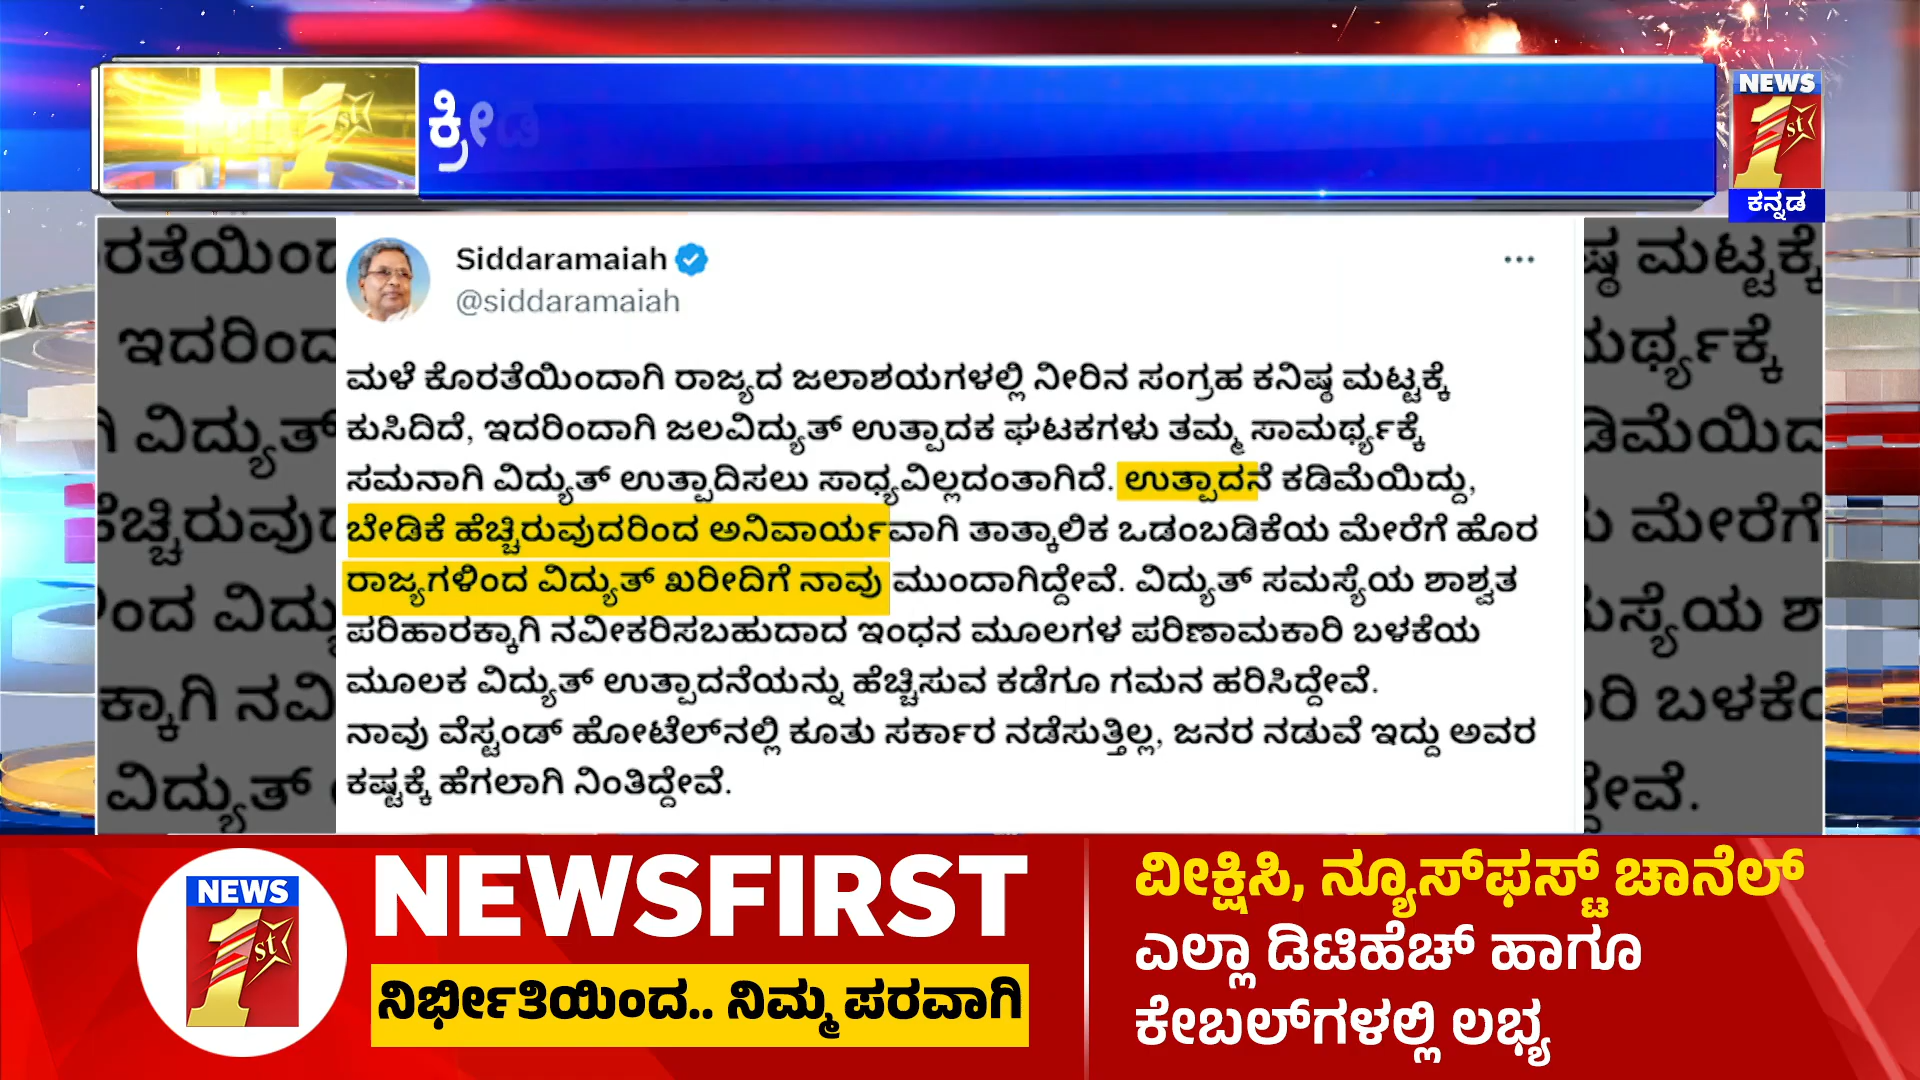 ಕ್ರೀಡ
NEWS
1st
ಕನ್ನಡ
Siddaramaiah
@siddaramaiah
ಮಳೆ ಕೊರತೆಯಿಂದಾಗಿ ರಾಜ್ಯದ ಜಲಾಶಯಗಳಲ್ಲಿ ನೀರಿನ ಸಂಗ್ರಹ ಕನಿಷ್ಠ ಮಟ್ಟಕ್ಕೆ
ಕುಸಿದಿದೆ, ಇದರಿಂದಾಗಿ ಜಲವಿದ್ಯುತ್ ಉತ್ಪಾದಕ ಘಟಕಗಳು ತಮ್ಮ ಸಾಮರ್ಥ್ಯಕ್ಕೆ
ಸಮನಾಗಿ ವಿದ್ಯುತ್ ಉತ್ಪಾದಿಸಲು ಸಾಧ್ಯವಿಲ್ಲದಂತಾಗಿದೆ. ಉತ್ಪಾದನೆ ಕಡಿಮೆಯಿದ್ದು,
ಬೇಡಿಕೆ ಹೆಚ್ಚಿರುವುದರಿಂದ ಅನಿವಾರ್ಯವಾಗಿ ತಾತ್ಕಾಲಿಕ ಒಡಂಬಡಿಕೆಯ ಮೇರೆಗೆ ಹೊರ
ರಾಜ್ಯಗಳಿಂದ ವಿದ್ಯುತ್ ಖರೀದಿಗೆ ನಾವು ಮುಂದಾಗಿದ್ದೇವೆ. ವಿದ್ಯುತ್ ಸಮಸ್ಯೆಯ ಶಾಶ್ವತ
ಪರಿಹಾರಕ್ಕಾಗಿ ನವೀಕರಿಸಬಹುದಾದ ಇಂಧನ ಮೂಲಗಳ ಪರಿಣಾಮಕಾರಿ ಬಳಕೆಯ
ಮೂಲಕ ವಿದ್ಯುತ್ ಉತ್ಪಾದನೆಯನ್ನು ಹೆಚ್ಚಿಸುವ ಕಡೆಗೂ ಗಮನ ಹರಿಸಿದ್ದೇವೆ.
ನಾವು ವೆಸ್ಟಂಡ್ ಹೋಟೆಲ್‌ನಲ್ಲಿ ಕೂತು ಸರ್ಕಾರ ನಡೆಸುತ್ತಿಲ್ಲ, ಜನರ ನಡುವೆ ಇದ್ದು ಅವರ
ಕಷ್ಟಕ್ಕೆ ಹೆಗಲಾಗಿ ನಿಂತಿದ್ದೇವೆ.
NEWS
1st
NEWSFIRST
ನಿರ್ಭೀತಿಯಿಂದ.. ನಿಮ್ಮ ಪರವಾಗಿ
ವೀಕ್ಷಿಸಿ, ನ್ಯೂಸ್‌ಫಸ್ಟ್ ಚಾನೆಲ್
ಎಲ್ಲಾ ಡಿಟಿಹೆಚ್ ಹಾಗೂ
ಕೇಬಲ್‌ಗಳಲ್ಲಿ ಲಭ್ಯ